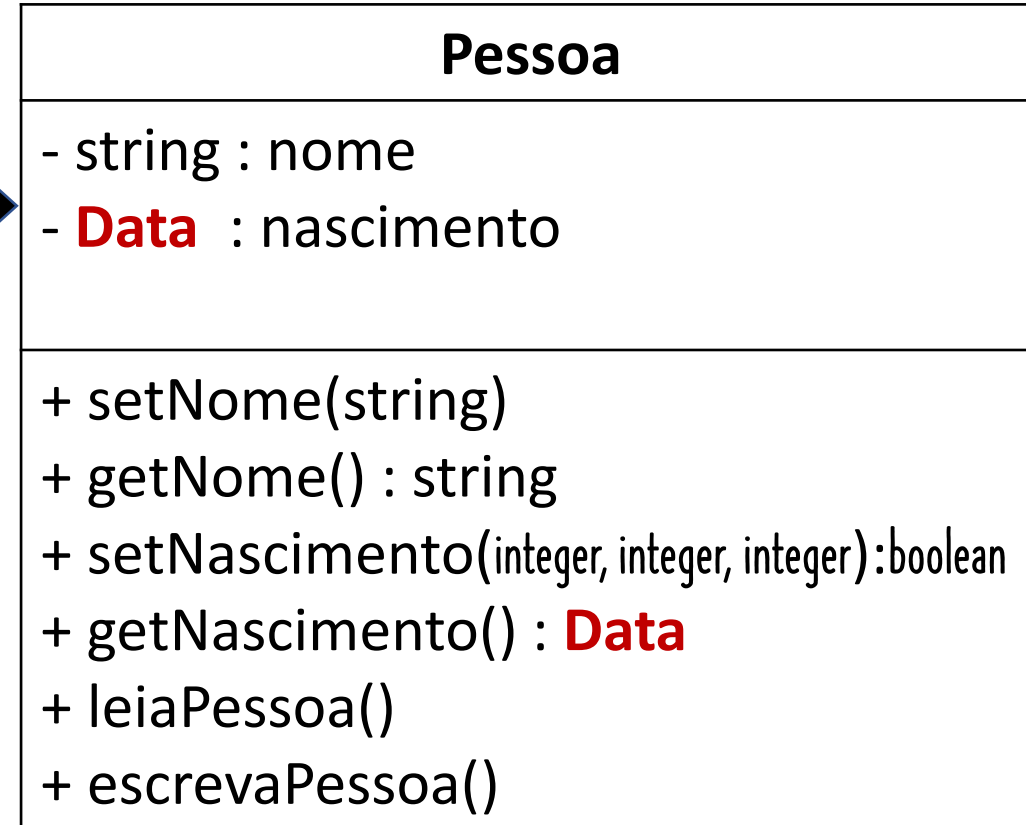 Pessoa
- string : nome
- Data : nascimento
+ setNome(string)
+ getNome() : string
+ setNascimento(integer, integer, integer):boolean
+ getNascimento() : Data
+ leiaPessoa()
+ escrevaPessoa()